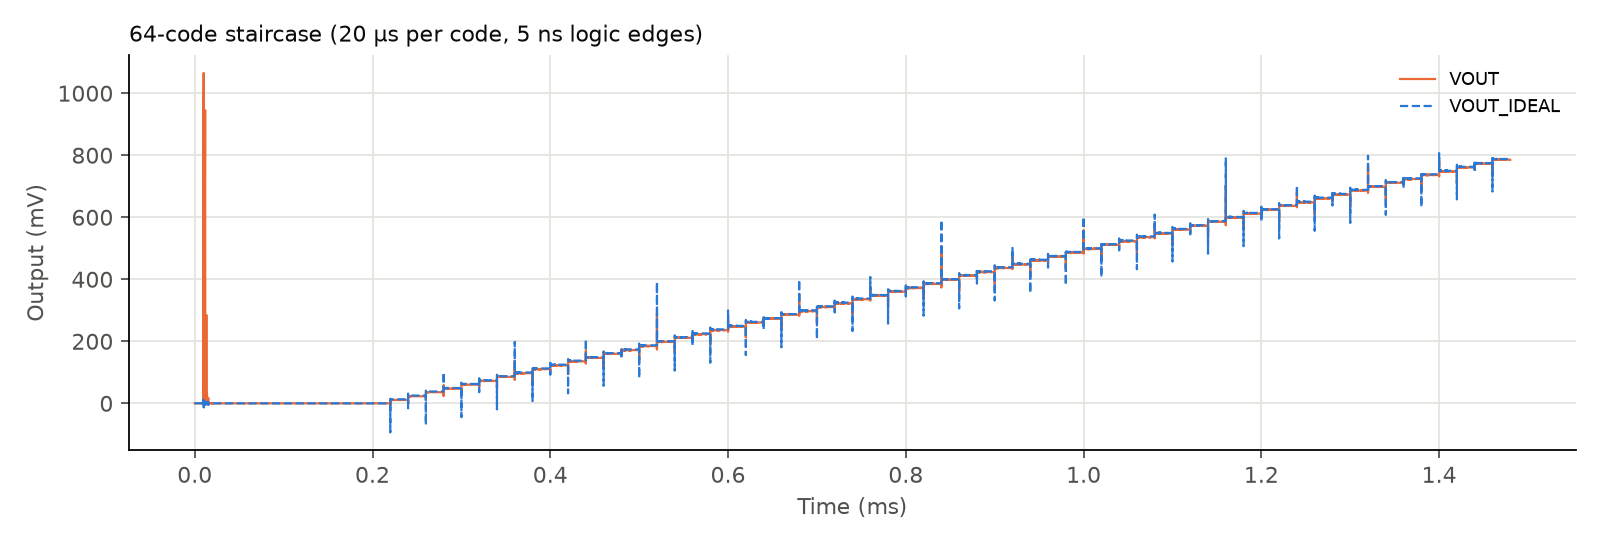 64-code staircase (20 µs per code, 5 ns logic edges)
VOUT
VOUT_IDEAL
Output (mV)
1000
800
600
400
200
0
0.0
0.2
0.4
0.6
0.8
1.0
1.2
1.4
Time (ms)